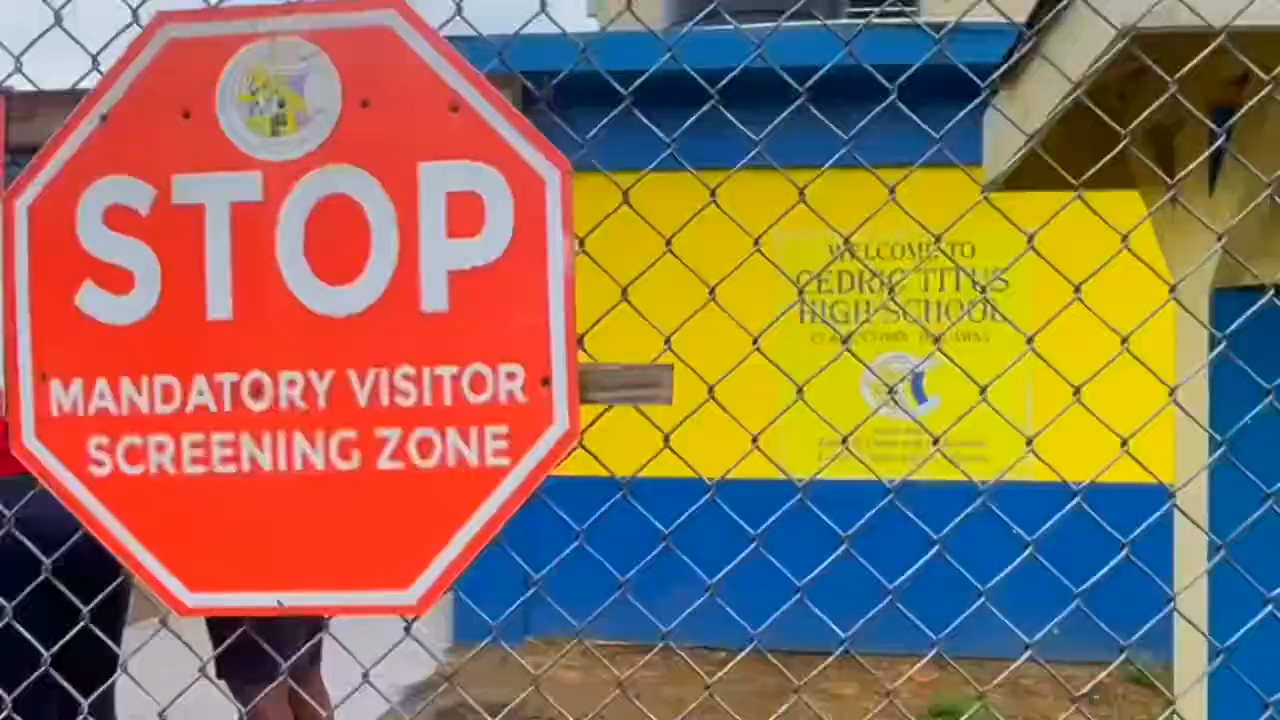 STOP
MANDATORY VISITOR
SCREENING ZONE
WELCOME TO
CEDRIC TITUS
HIGH SCHOOL